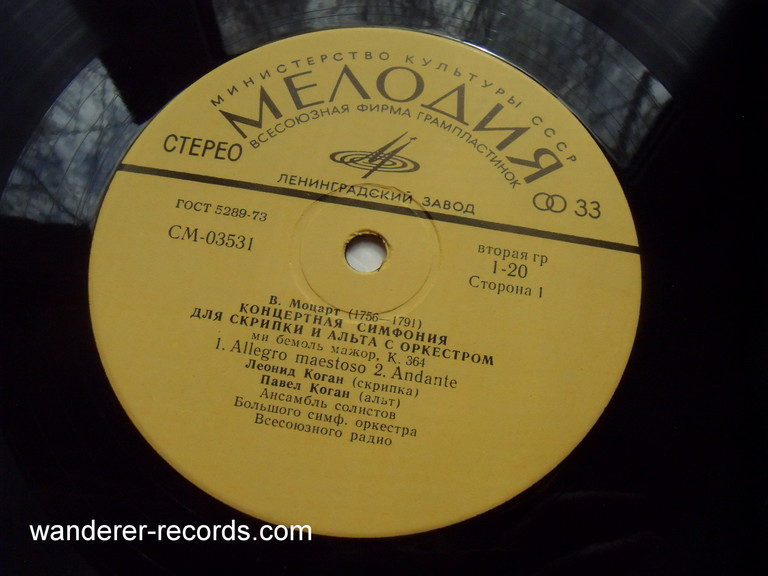 МИНИСТЕРСТВО КУЛЬТУРЫ СССР
МЕЛОДИЯ
ВСЕСОЮЗНАЯ ФИРМА ГРАМПЛАСТИНОК
СТЕРЕО
ЛЕНИНГРАДСКИЙ ЗАВОД
33
ГОСТ 5289-73
СМ-03531
вторая гр
1-20
Сторона 1
В. Моцарт (1756—1791)
КОНЦЕРТНАЯ СИМФОНИЯ
ДЛЯ СКРИПКИ И АЛЬТА С ОРКЕСТРОМ
ми бемоль мажор, К. 364
1. Allegro maestoso 2. Andante
Леонид Коган (скрипка)
Павел Коган (альт)
Ансамбль солистов
Большого симф. оркестра
Всесоюзного радио
wanderer-records.com